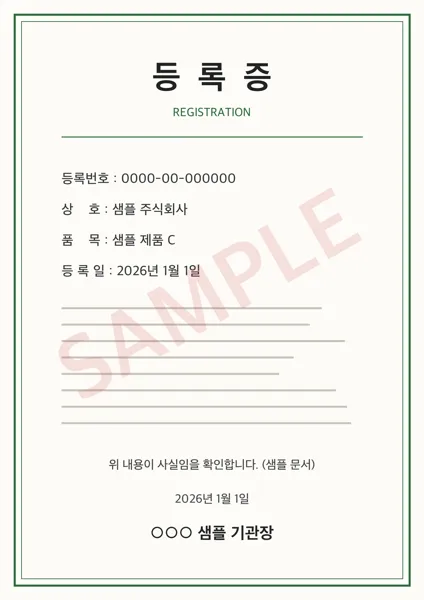 등 록 증
REGISTRATION
등록번호 : 0000-00-000000
상 호 : 샘플 주식회사
품 목 : 샘플 제품 C
등 록 일 : 2026년 1월 1일
SAMPLE
위 내용이 사실임을 확인합니다. (샘플 문서)
2026년 1월 1일
○○○ 샘플 기관장